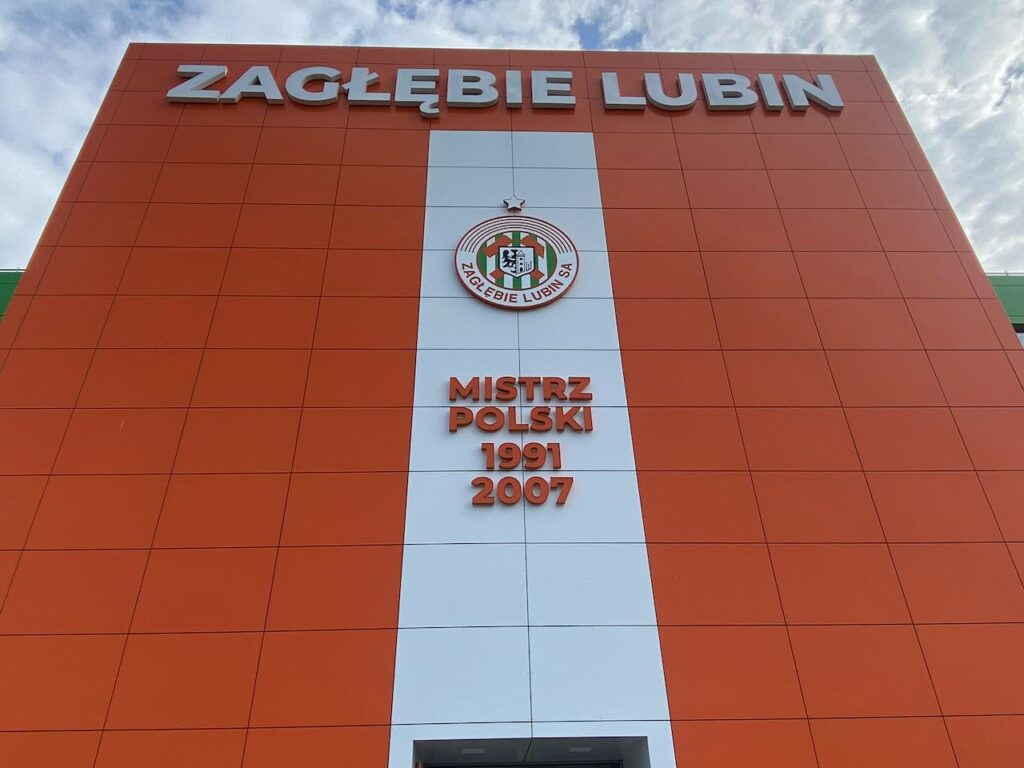 ZAGŁĘBIE LUBIN
ZAGŁĘBIE LUBIN SA
MISTRZ
POLSKI
1991
2007